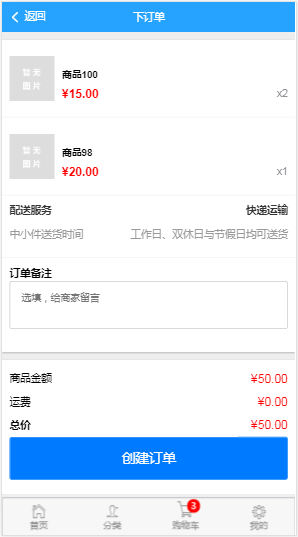 返回 下订单
暂无
图片
商品100
¥15.00 x2
暂无
图片
商品98
¥20.00 x1
配送服务 快递运输
中小件送货时间 工作日、双休日与节假日均可送货
订单备注
选填，给商家留言
商品金额 ¥50.00
运费 ¥0.00
总价 ¥50.00
创建订单
3
首页 分类 购物车 我的